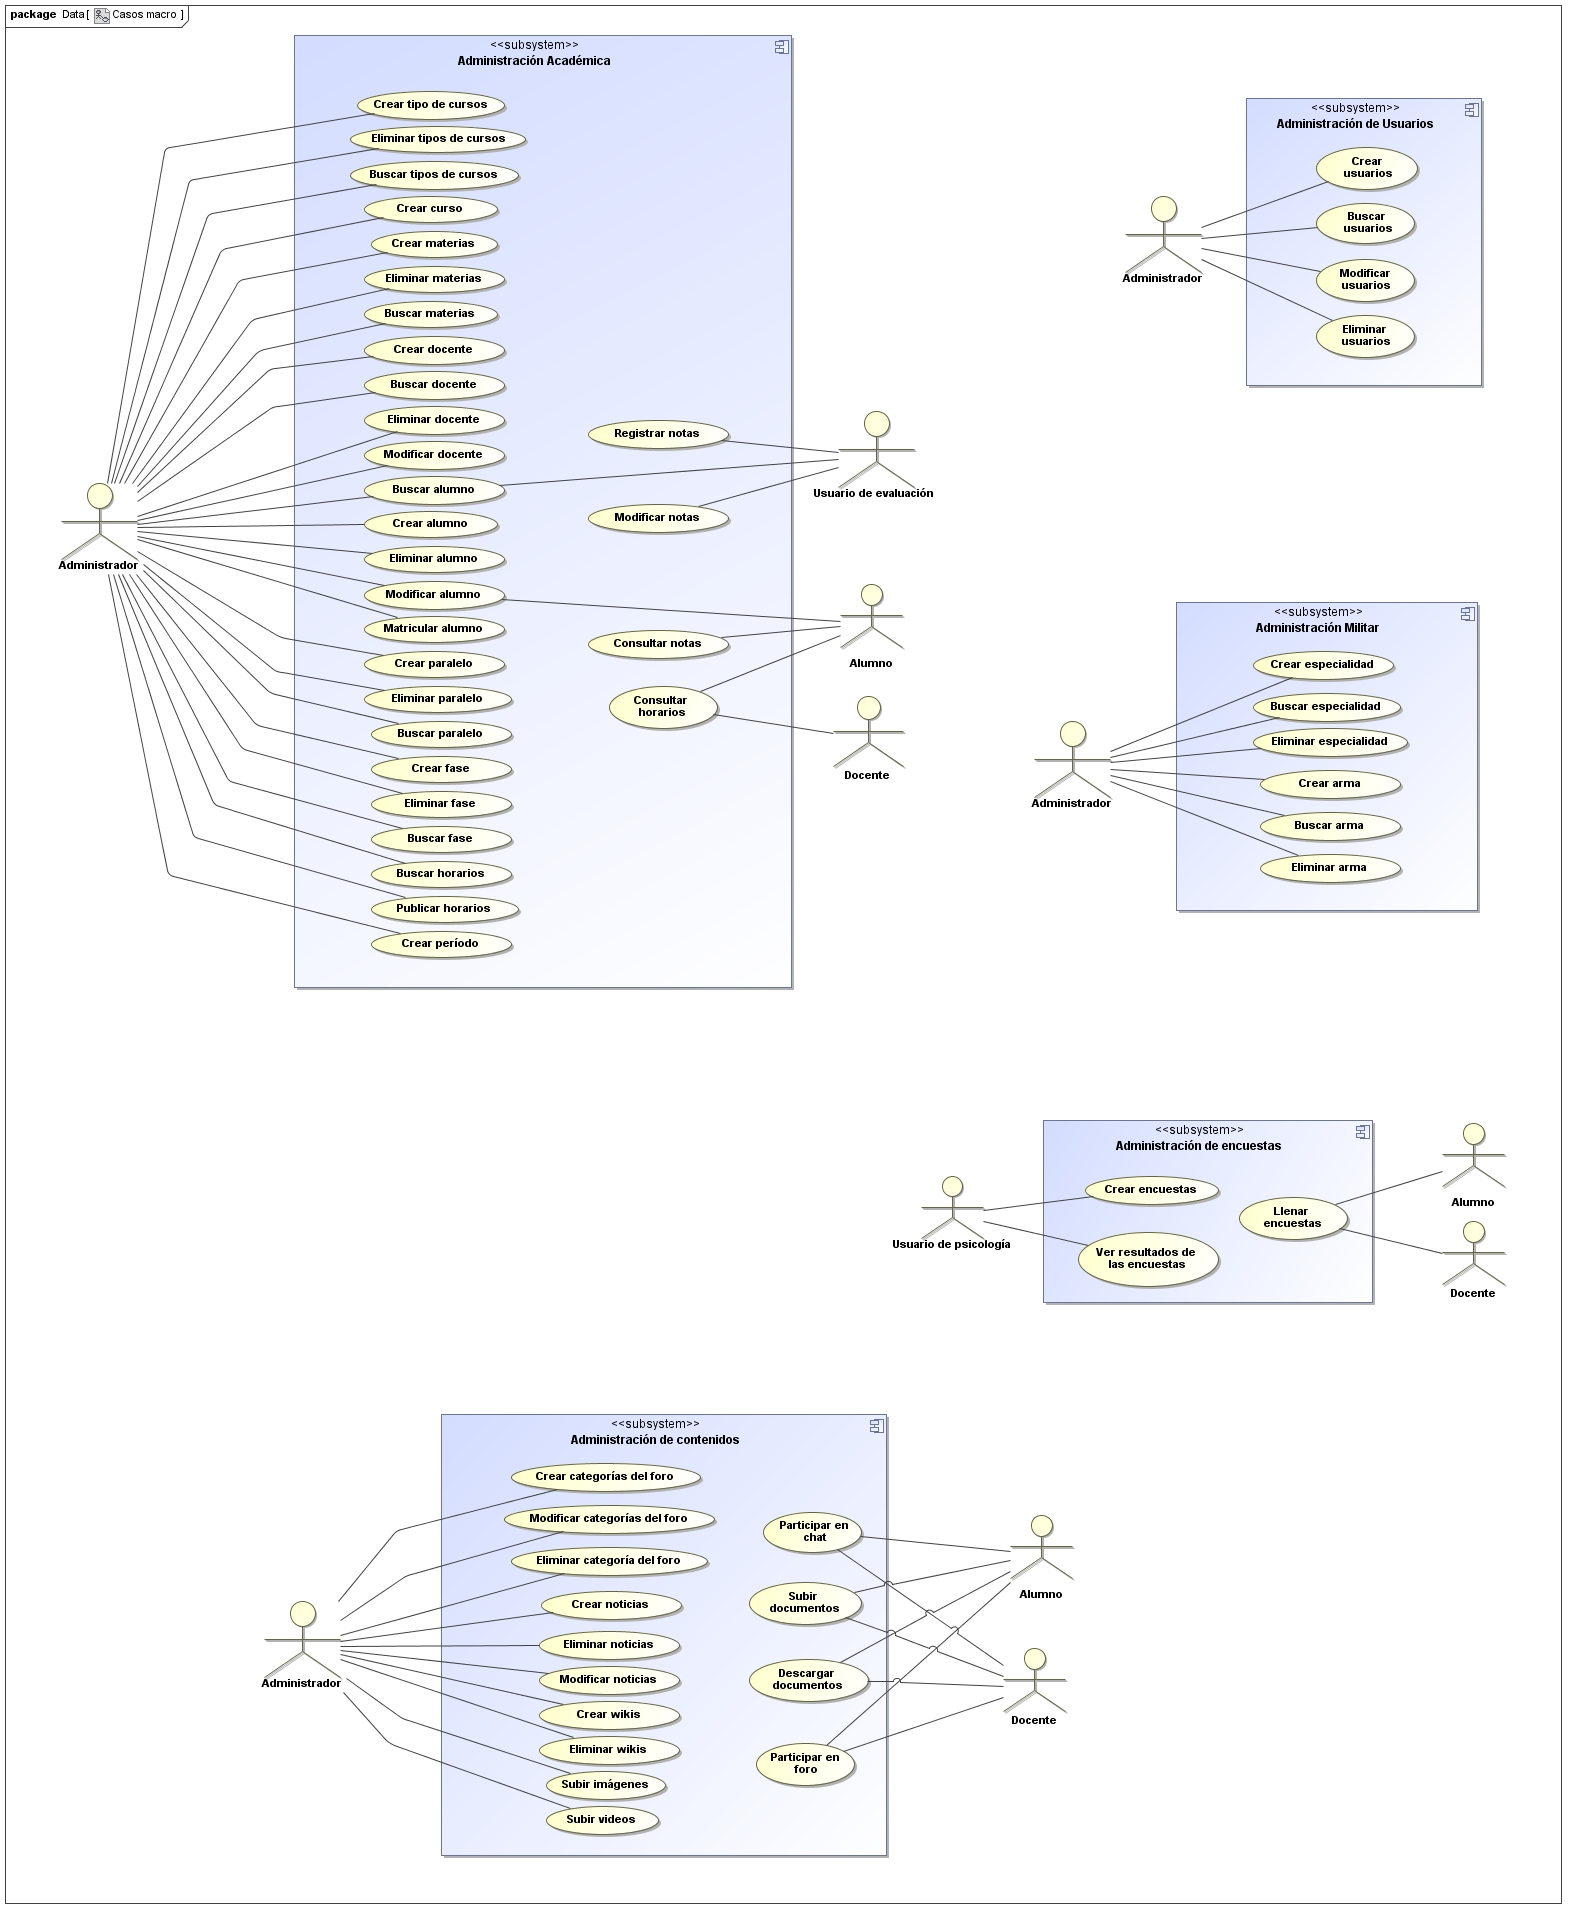 package Data [ Casos macro ]
<<subsystem>>
Administración Académica
Crear tipo de cursos
Eliminar tipos de cursos
Buscar tipos de cursos
Crear curso
Crear materias
Eliminar materias
Buscar materias
Crear docente
Buscar docente
Eliminar docente
Modificar docente
Buscar alumno
Crear alumno
Eliminar alumno
Modificar alumno
Matricular alumno
Crear paralelo
Eliminar paralelo
Buscar paralelo
Crear fase
Eliminar fase
Buscar fase
Buscar horarios
Publicar horarios
Crear período
Administrador
Registrar notas
Modificar notas
Consultar notas
Consultar
horarios
Usuario de evaluación
Alumno
Docente
<<subsystem>>
Administración de Usuarios
Crear
usuarios
Buscar
usuarios
Modificar
usuarios
Eliminar
usuarios
Administrador
<<subsystem>>
Administración Militar
Crear especialidad
Buscar especialidad
Eliminar especialidad
Crear arma
Buscar arma
Eliminar arma
Administrador
<<subsystem>>
Administración de encuestas
Crear encuestas
Ver resultados de
las encuestas
Llenar
encuestas
Usuario de psicología
Alumno
Docente
<<subsystem>>
Administración de contenidos
Crear categorías del foro
Modificar categorías del foro
Eliminar categoría del foro
Crear noticias
Eliminar noticias
Modificar noticias
Crear wikis
Eliminar wikis
Subir imágenes
Subir videos
Administrador
Participar en
chat
Subir
documentos
Descargar
documentos
Participar en
foro
Alumno
Docente